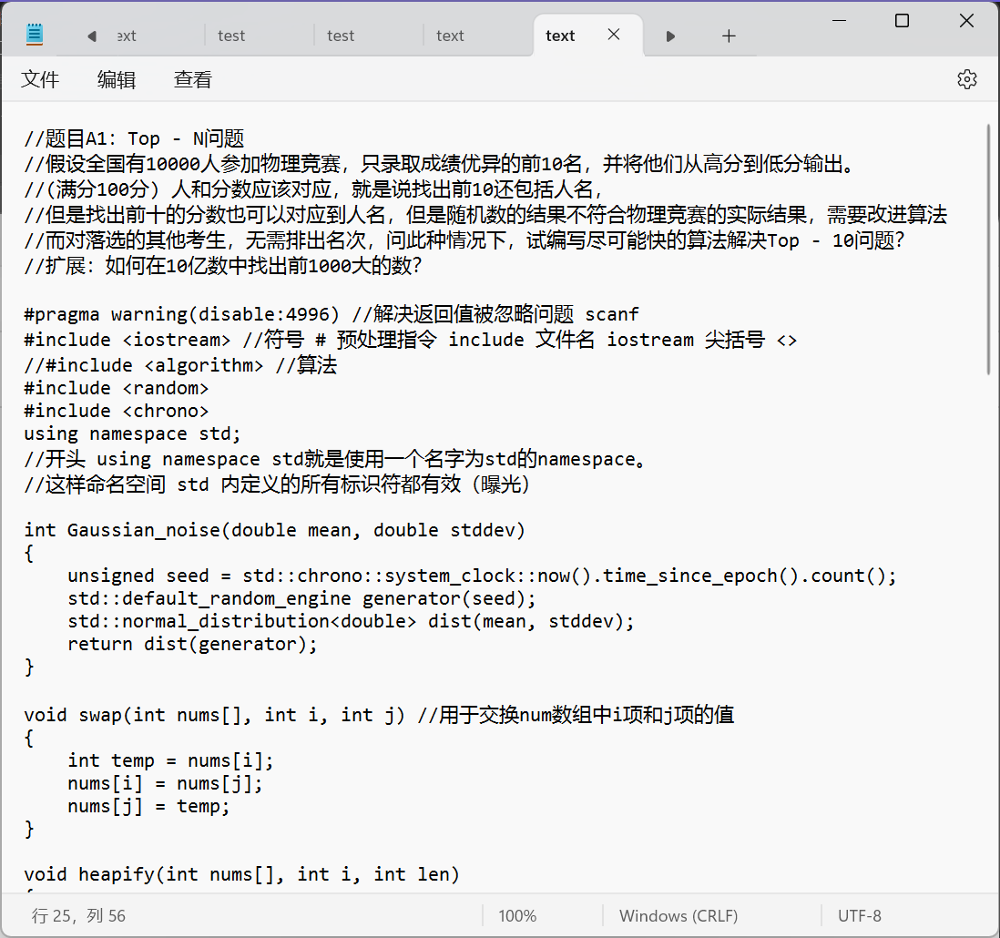 ext
test
test
text
text
文件 编辑 查看
//题目A1：Top - N问题
//假设全国有10000人参加物理竞赛，只录取成绩优异的前10名，并将他们从高分到低分输出。
//(满分100分）人和分数应该对应，就是说找出前10还包括人名，
//但是找出前十的分数也可以对应到人名，但是随机数的结果不符合物理竞赛的实际结果，需要改进算法
//而对落选的其他考生，无需排出名次，问此种情况下，试编写尽可能快的算法解决Top - 10问题？
//扩展：如何在10亿数中找出前1000大的数？
#pragma warning(disable:4996) //解决返回值被忽略问题 scanf
#include <iostream> //符号 # 预处理指令 include 文件名 iostream 尖括号 <>
//#include <algorithm> //算法
#include <random>
#include <chrono>
using namespace std;
//开头 using namespace std就是使用一个名字为std的namespace。
//这样命名空间 std 内定义的所有标识符都有效（曝光）
int Gaussian_noise(double mean, double stddev)
{
    unsigned seed = std::chrono::system_clock::now().time_since_epoch().count();
    std::default_random_engine generator(seed);
    std::normal_distribution<double> dist(mean, stddev);
    return dist(generator);
}
void swap(int nums[], int i, int j) //用于交换num数组中i项和j项的值
{
    int temp = nums[i];
    nums[i] = nums[j];
    nums[j] = temp;
}
void heapify(int nums[], int i, int len)
行 25，列 56
100%
Windows (CRLF)
UTF-8